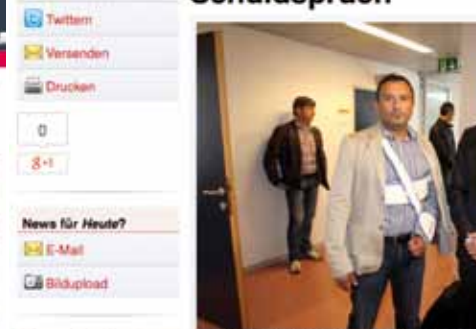 Schuldspruch
Twittern
Versenden
Drucken
0
g+1
News für Heute?
E-Mail
Bildupload